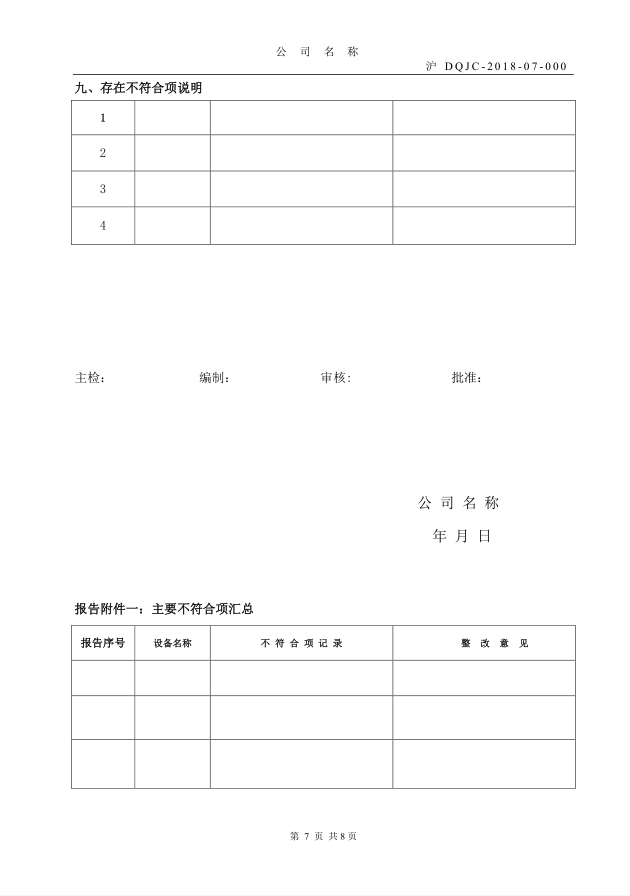 公 司 名 称
沪 DQJC-2018-07-000
九、存在不符合项说明
1
2
3
4
主检: 编制: 审核: 批准:
公 司 名 称
年 月 日
报告附件一：主要不符合项汇总
报告序号 设备名称 不 符 合 项 记 录 整 改 意 见
第 7 页 共8页